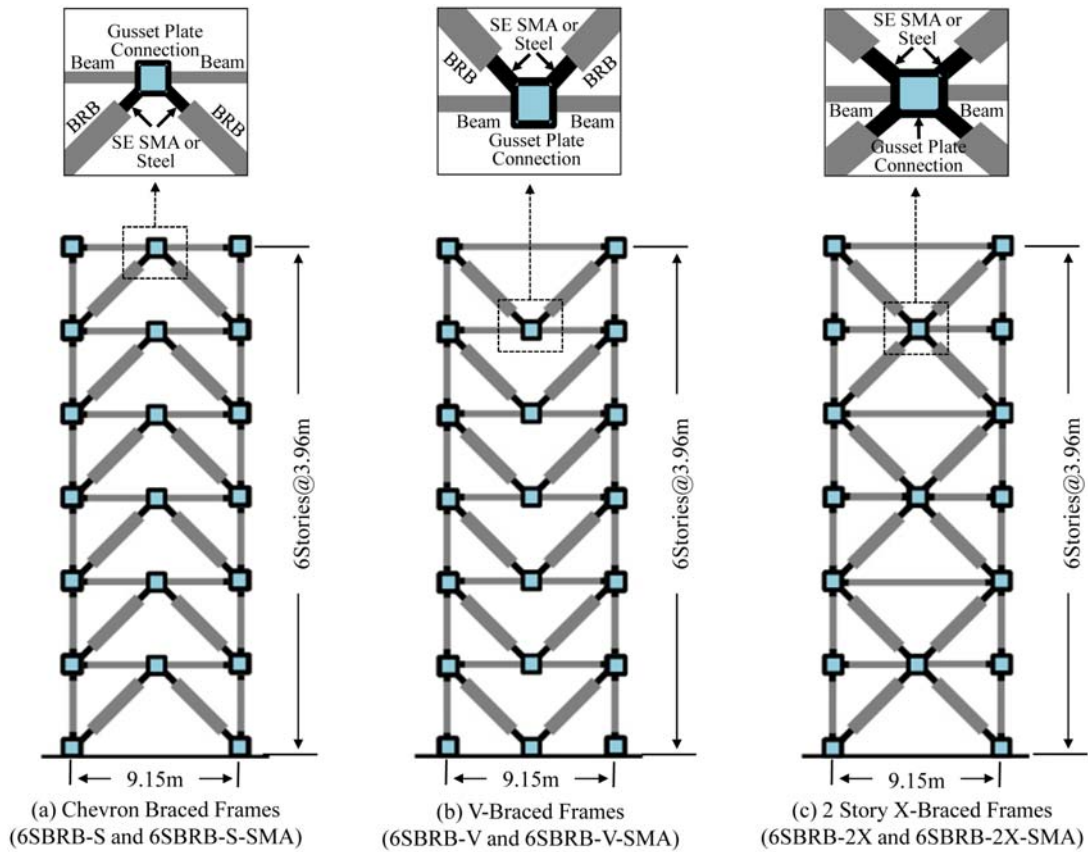 Gusset Plate
Connection
Beam
Beam
BRB
BRB
SE SMA or
Steel
SE SMA or
Steel
BRB
BRB
Beam
Beam
Gusset Plate
Connection
SE SMA or
Steel
Beam
Beam
Gusset Plate
Connection
6Stories@3.96m
6Stories@3.96m
6Stories@3.96m
9.15m
9.15m
9.15m
(a) Chevron Braced Frames
(6SBRB-S and 6SBRB-S-SMA)
(b) V-Braced Frames
(6SBRB-V and 6SBRB-V-SMA)
(c) 2 Story X-Braced Frames
(6SBRB-2X and 6SBRB-2X-SMA)